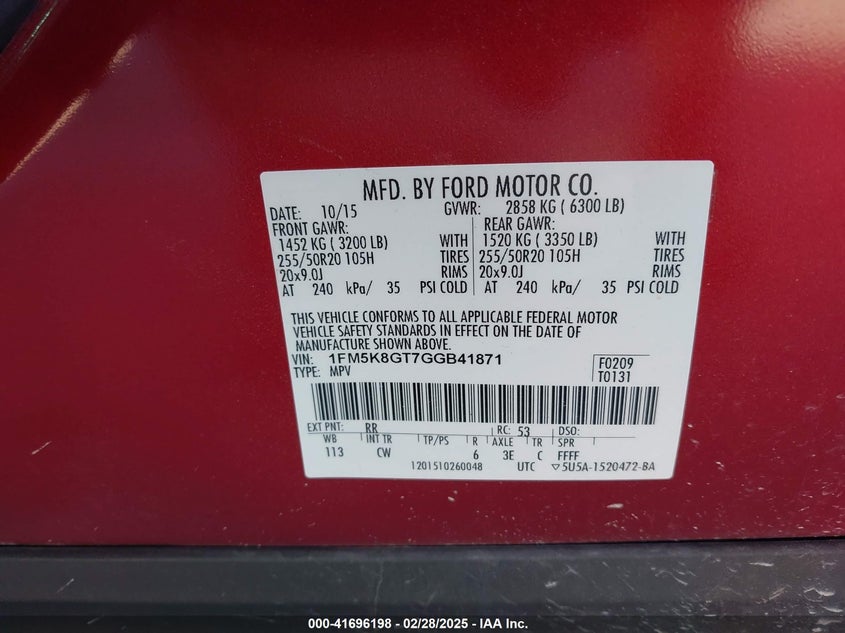 MFD. BY FORD MOTOR CO.
DATE: 10/15 GVWR: 2858 KG ( 6300 LB)
FRONT GAWR: REAR GAWR:
1452 KG ( 3200 LB) WITH 1520 KG ( 3350 LB) WITH
255/50R20 105H TIRES 255/50R20 105H TIRES
20x9.0J RIMS 20x9.0J RIMS
AT 240 kPa/ 35 PSI COLD AT 240 kPa/ 35 PSI COLD
THIS VEHICLE CONFORMS TO ALL APPLICABLE FEDERAL MOTOR
VEHICLE SAFETY STANDARDS IN EFFECT ON THE DATE OF
MANUFACTURE SHOWN ABOVE.
VIN: 1FM5K8GT7GGB41871 F0209
TYPE: MPV T0131
EXT PNT: RR RC: 53 DSO:
WB INT TR TP/PS R AXLE TR SPR
113 CW 6 3E C FFFF
1201510260048 UTC ▽5U5A-1520472-BA
000-41696198 - 02/28/2025 - IAA Inc.